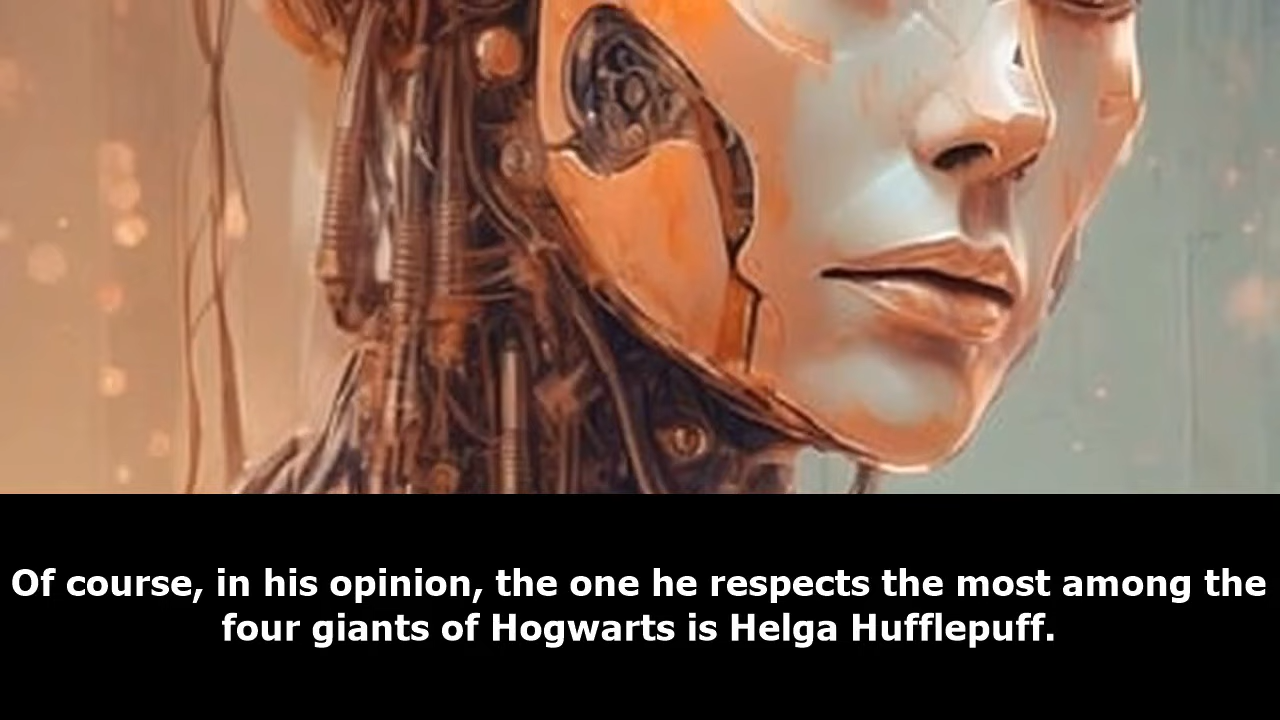 Of course, in his opinion, the one he respects the most among the
four giants of Hogwarts is Helga Hufflepuff.